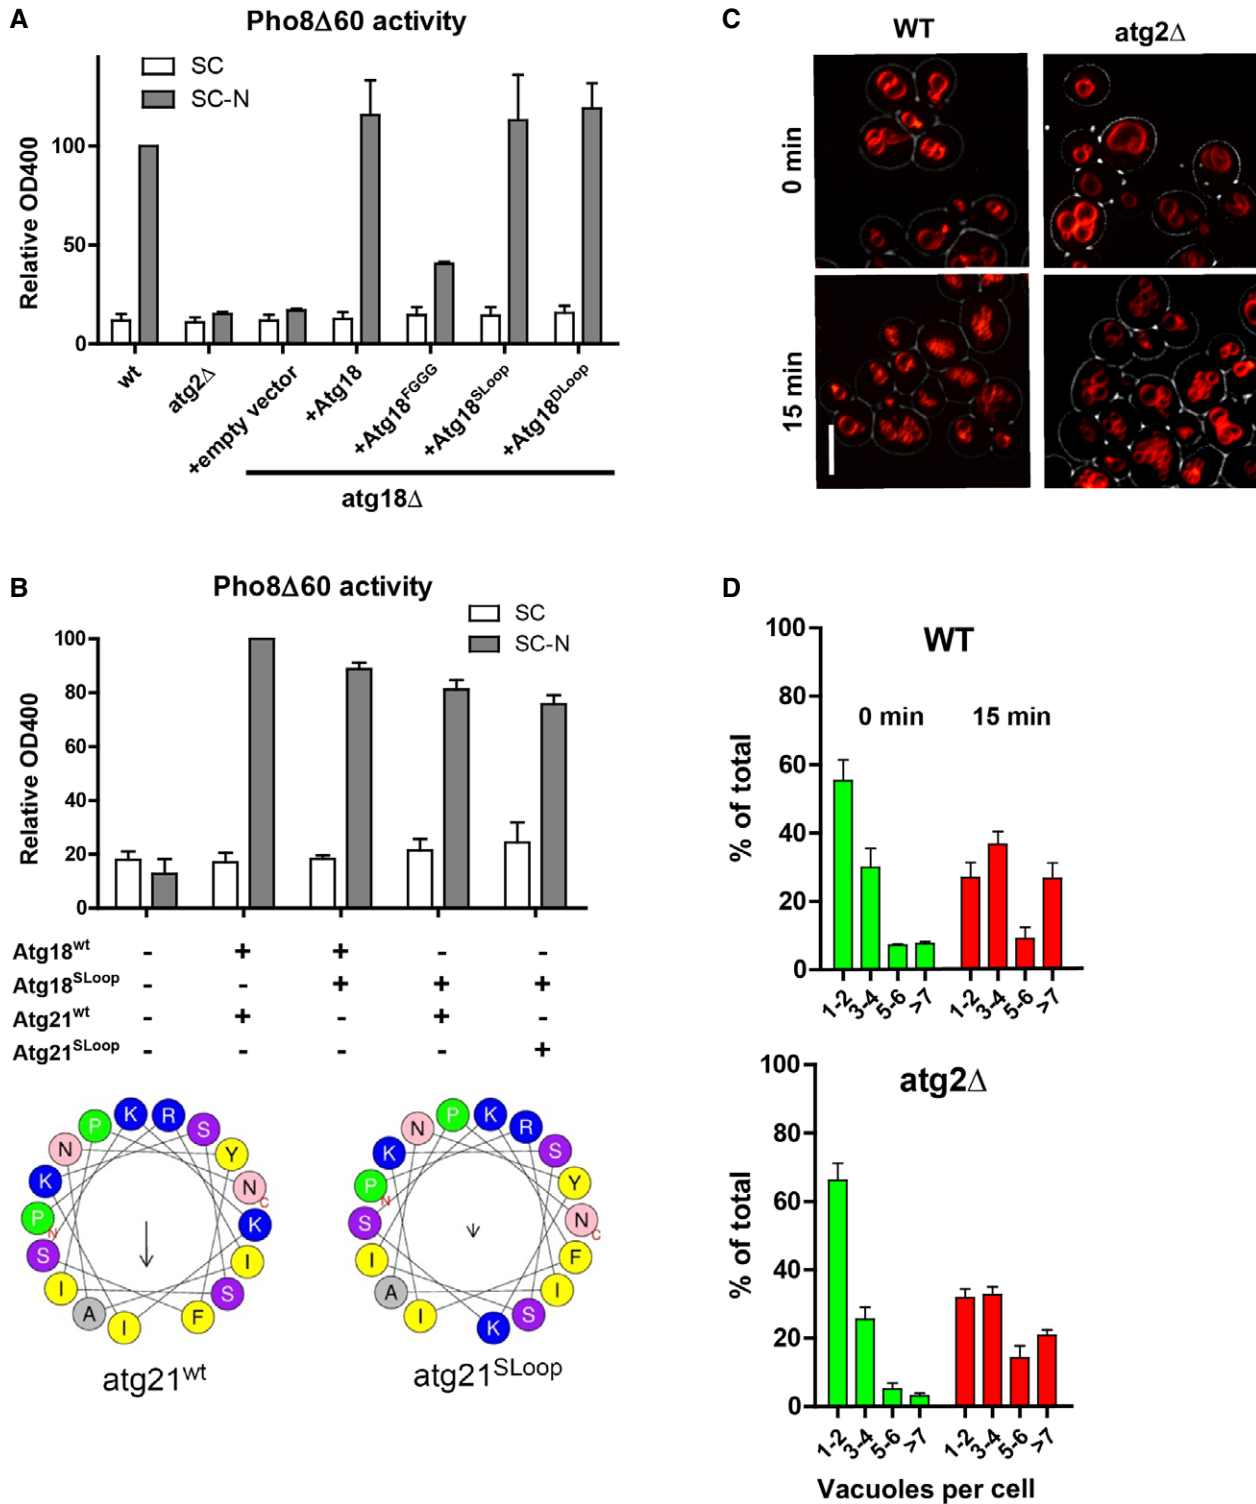 A
Pho8Δ60 activity
SC
SC-N
Relative OD400
100
50
0
wt
atg2Δ
+empty vector
+Atg18
+Atg18FGGG
+Atg18SLoop
+Atg18DLoop
atg18Δ
B
Pho8Δ60 activity
SC
SC-N
Relative OD400
100
80
60
40
20
0
Atg18wt - + + - -
Atg18SLoop - - + + +
Atg21wt - + - + -
Atg21SLoop - - - - +
P K R S Y N C K I S F I A I S P N K N
atg21wt
N P K R S Y N C F I S K I A I S P N K
atg21SLoop
C
WT
atg2Δ
0 min
15 min
D
WT
0 min 15 min
% of total
100
80
60
40
20
0
1-2 3-4 5-6 >7 1-2 3-4 5-6 >7
atg2Δ
% of total
100
80
60
40
20
0
1-2 3-4 5-6 >7 1-2 3-4 5-6 >7
Vacuoles per cell